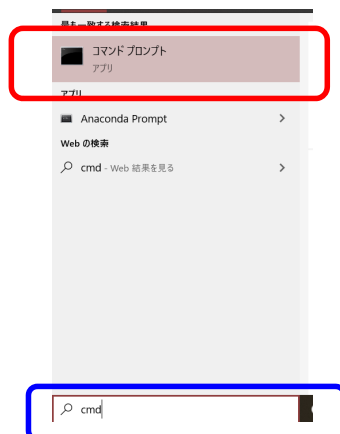 最も一致する検索結果
コマンド プロンプト
アプリ
アプリ
Anaconda Prompt
Web の検索
cmd - Web 結果を見る
cmd